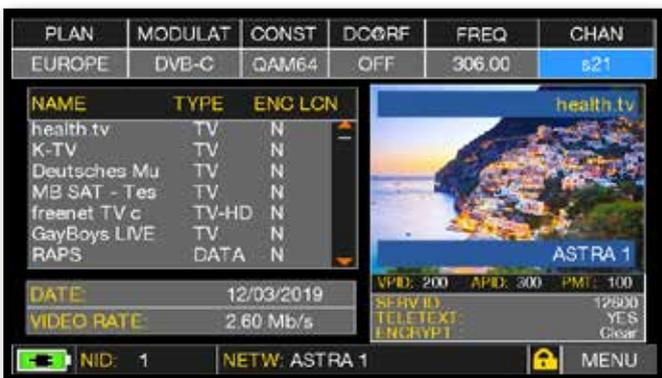 PLAN MODULAT CONST DC@RF FREQ CHAN
EUROPE DVB-C QAM64 OFF 306.00 s21
NAME TYPE ENC LCN
health.tv TV N
K-TV TV N
Deutsches Mu TV N
MB SAT - Tes TV N
freenet TV c TV-HD N
GayBoys LIVE TV N
RAPS DATA N
health.tv
ASTRA 1
VPID: 200 APID: 300 PMT: 100
SERV.ID: 12600
TELETEXT: YES
ENCRYPT Clear
DATE: 12/03/2019
VIDEO RATE: 2.60 Mb/s
NID: 1 NETW: ASTRA 1 MENU